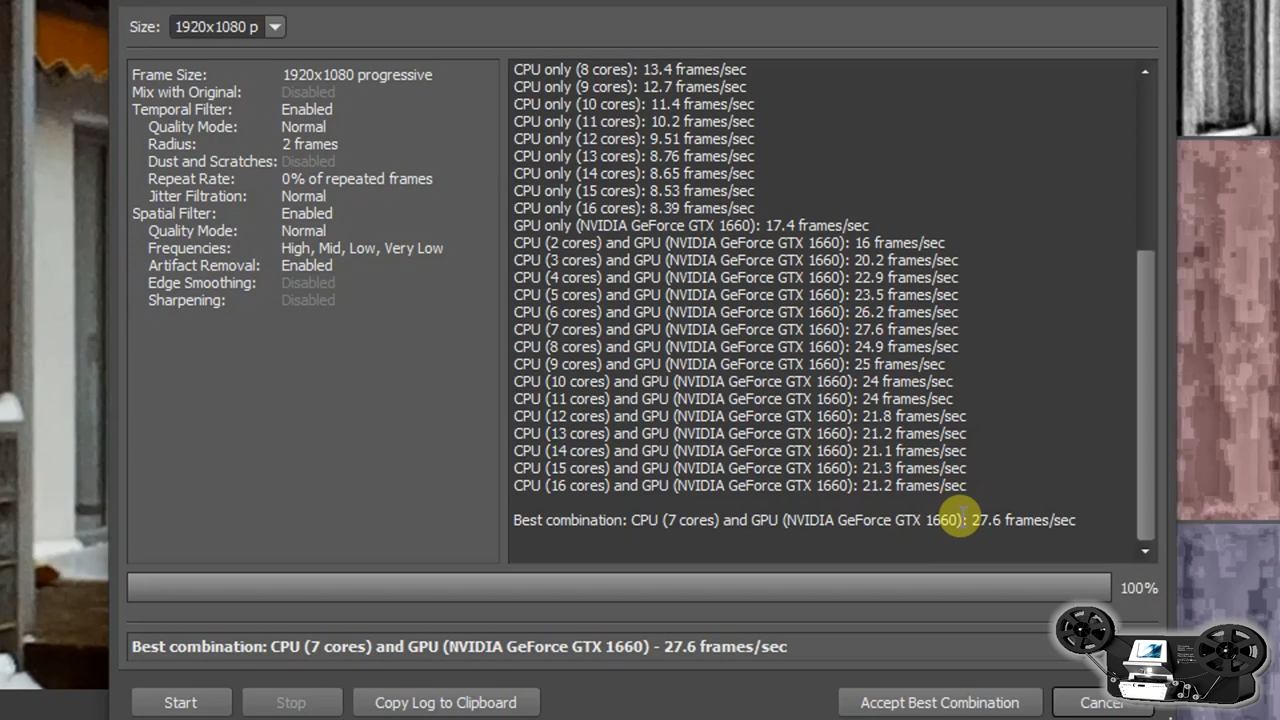 Size: 1920x1080 p
Frame Size: 1920x1080 progressive
Mix with Original: Disabled
Temporal Filter: Enabled
Quality Mode: Normal
Radius: 2 frames
Dust and Scratches: Disabled
Repeat Rate: 0% of repeated frames
Jitter Filtration: Normal
Spatial Filter: Enabled
Quality Mode: Normal
Frequencies: High, Mid, Low, Very Low
Artifact Removal: Enabled
Edge Smoothing: Disabled
Sharpening: Disabled
CPU only (8 cores): 13.4 frames/sec
CPU only (9 cores): 12.7 frames/sec
CPU only (10 cores): 11.4 frames/sec
CPU only (11 cores): 10.2 frames/sec
CPU only (12 cores): 9.51 frames/sec
CPU only (13 cores): 8.76 frames/sec
CPU only (14 cores): 8.65 frames/sec
CPU only (15 cores): 8.53 frames/sec
CPU only (16 cores): 8.39 frames/sec
GPU only (NVIDIA GeForce GTX 1660): 17.4 frames/sec
CPU (2 cores) and GPU (NVIDIA GeForce GTX 1660): 16 frames/sec
CPU (3 cores) and GPU (NVIDIA GeForce GTX 1660): 20.2 frames/sec
CPU (4 cores) and GPU (NVIDIA GeForce GTX 1660): 22.9 frames/sec
CPU (5 cores) and GPU (NVIDIA GeForce GTX 1660): 23.5 frames/sec
CPU (6 cores) and GPU (NVIDIA GeForce GTX 1660): 26.2 frames/sec
CPU (7 cores) and GPU (NVIDIA GeForce GTX 1660): 27.6 frames/sec
CPU (8 cores) and GPU (NVIDIA GeForce GTX 1660): 24.9 frames/sec
CPU (9 cores) and GPU (NVIDIA GeForce GTX 1660): 25 frames/sec
CPU (10 cores) and GPU (NVIDIA GeForce GTX 1660): 24 frames/sec
CPU (11 cores) and GPU (NVIDIA GeForce GTX 1660): 24 frames/sec
CPU (12 cores) and GPU (NVIDIA GeForce GTX 1660): 21.8 frames/sec
CPU (13 cores) and GPU (NVIDIA GeForce GTX 1660): 21.2 frames/sec
CPU (14 cores) and GPU (NVIDIA GeForce GTX 1660): 21.1 frames/sec
CPU (15 cores) and GPU (NVIDIA GeForce GTX 1660): 21.3 frames/sec
CPU (16 cores) and GPU (NVIDIA GeForce GTX 1660): 21.2 frames/sec
Best combination: CPU (7 cores) and GPU (NVIDIA GeForce GTX 1660): 27.6 frames/sec
100%
Best combination: CPU (7 cores) and GPU (NVIDIA GeForce GTX 1660) - 27.6 frames/sec
Start
Stop
Copy Log to Clipboard
Accept Best Combination